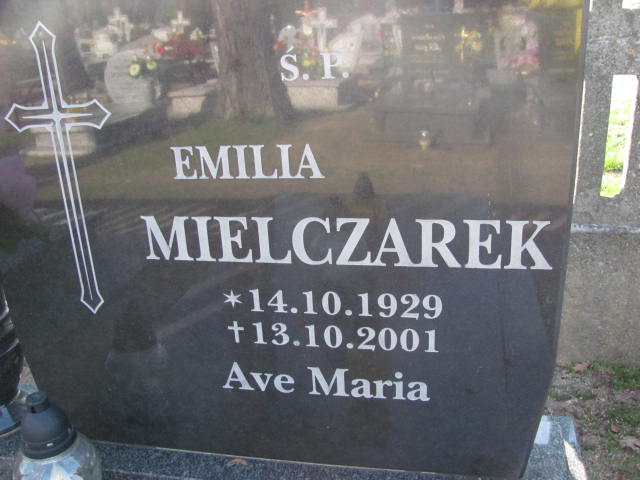 Ś. P.
EMILIA
MIELCZAREK
*14.10.1929
✝13.10.2001
Ave Maria